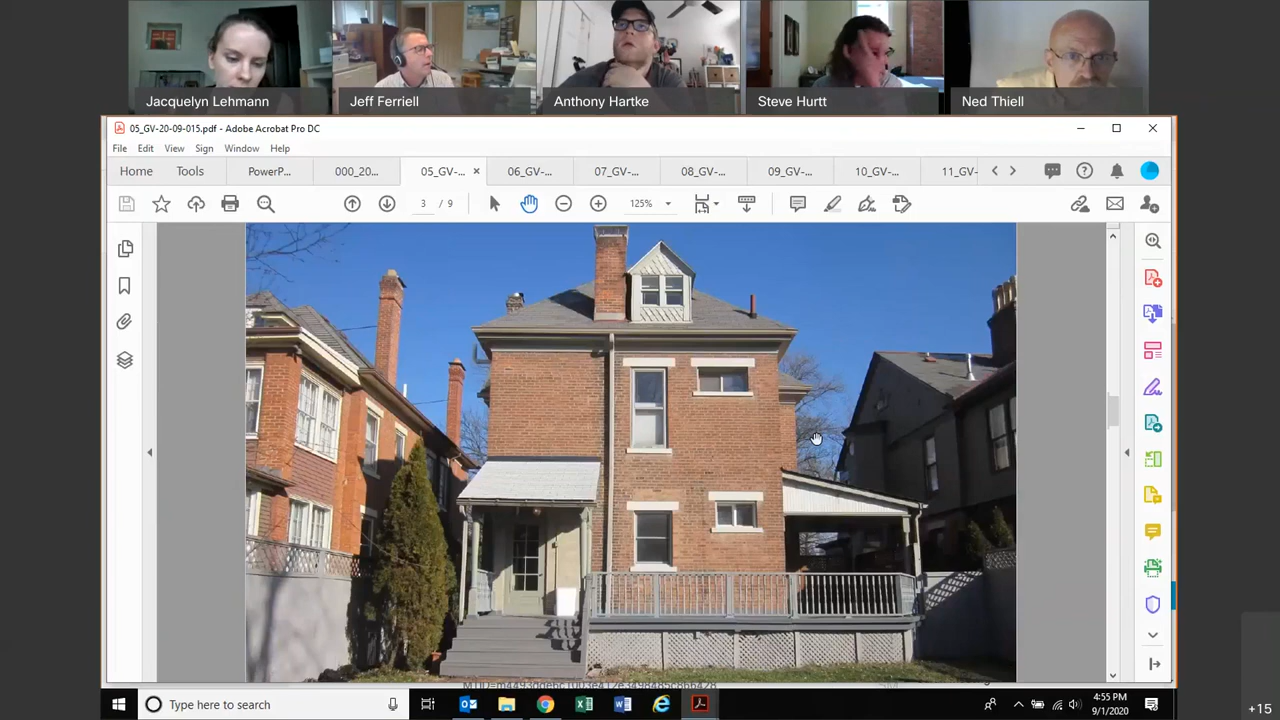 Jacquelyn Lehmann
Jeff Ferriell
Anthony Hartke
Steve Hurtt
Ned Thiell
05_GV-20-09-015.pdf - Adobe Acrobat Pro DC
File Edit View Sign Window Help
Home Tools PowerP... 000_20... 05_GV-... × 06_GV-... 07_GV-... 08_GV-... 09_GV-... 10_GV-... 11_GV-
3 / 9 125%
Type here to search
4:55 PM
9/1/2020
+15